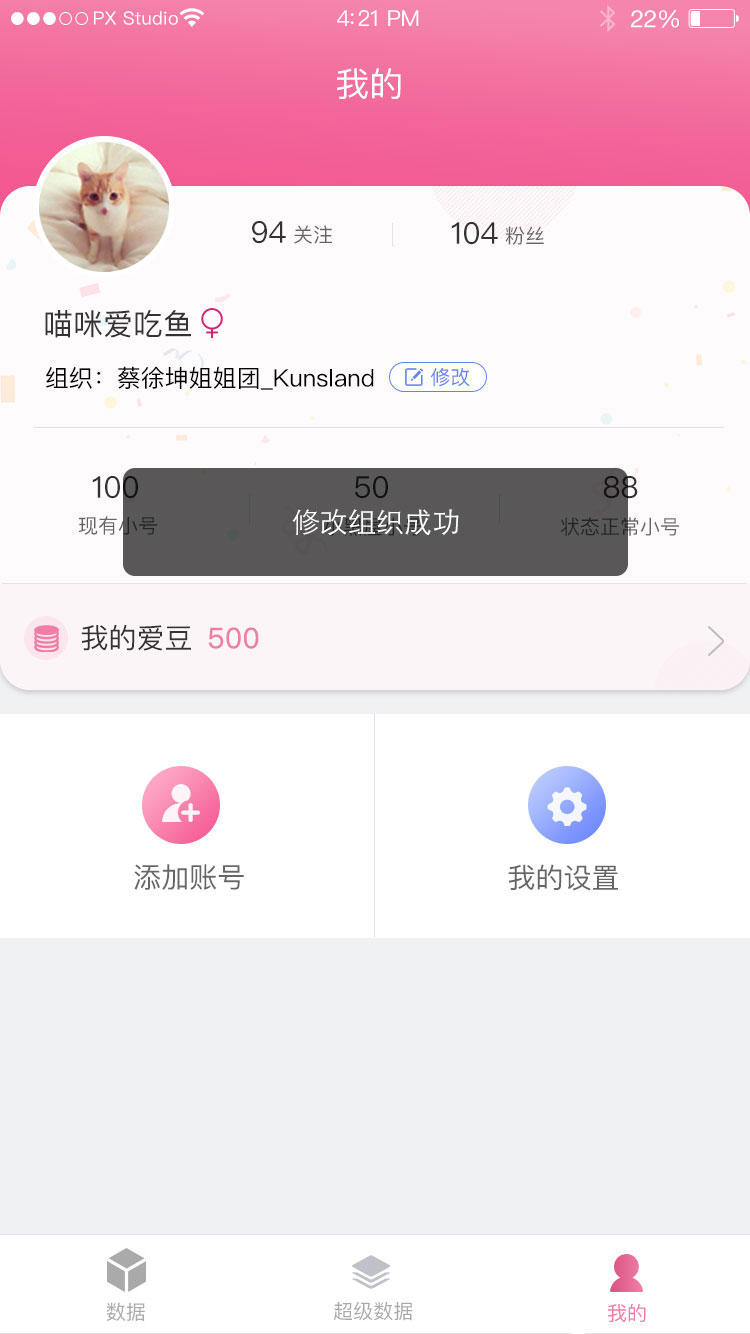 PX Studio 4:21 PM 22%
我的
94 关注 104 粉丝
喵咪爱吃鱼
组织：蔡徐坤姐姐团_Kunsland 修改
100 50 88
现有小号 状态正常小号
修改组织成功
我的爱豆 500
添加账号 我的设置
数据 超级数据 我的